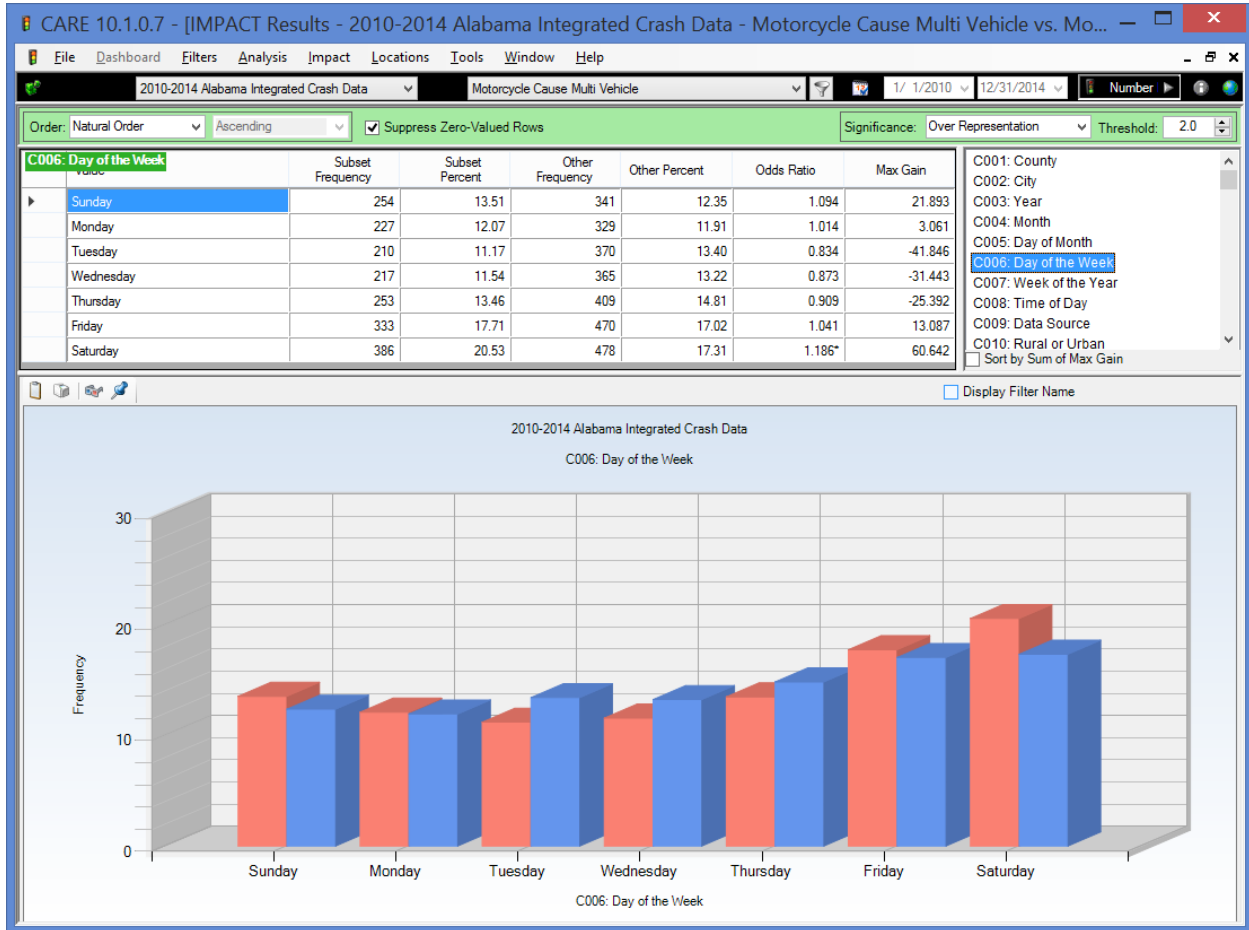 CARE 10.1.0.7 - [IMPACT Results - 2010-2014 Alabama Integrated Crash Data - Motorcycle Cause Multi Vehicle vs. Mo...
File Dashboard Filters Analysis Impact Locations Tools Window Help
2010-2014 Alabama Integrated Crash Data Motorcycle Cause Multi Vehicle 1/ 1/2010 12/31/2014 Number
Order: Natural Order Ascending Suppress Zero-Valued Rows Significance: Over Representation Threshold: 2.0
C006: Day of the Week
Value Subset Frequency Subset Percent Other Frequency Other Percent Odds Ratio Max Gain
Sunday 254 13.51 341 12.35 1.094 21.893
Monday 227 12.07 329 11.91 1.014 3.061
Tuesday 210 11.17 370 13.40 0.834 -41.846
Wednesday 217 11.54 365 13.22 0.873 -31.443
Thursday 253 13.46 409 14.81 0.909 -25.392
Friday 333 17.71 470 17.02 1.041 13.087
Saturday 386 20.53 478 17.31 1.186* 60.642
C001: County
C002: City
C003: Year
C004: Month
C005: Day of Month
C006: Day of the Week
C007: Week of the Year
C008: Time of Day
C009: Data Source
C010: Rural or Urban
Sort by Sum of Max Gain
Display Filter Name
2010-2014 Alabama Integrated Crash Data
C006: Day of the Week
30
20
10
0
Frequency
Sunday Monday Tuesday Wednesday Thursday Friday Saturday
C006: Day of the Week